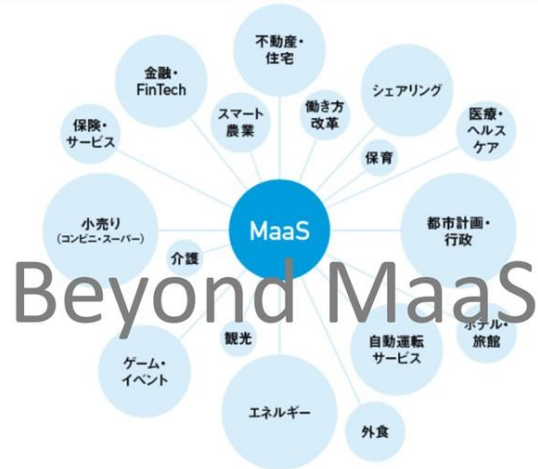 不動産・
住宅
金融・
FinTech
シェアリング
スマート
農業
働き方
改革
保険・
サービス
医療・
ヘルス
ケア
保育
小売り
(コンビニ・スーパー)
MaaS
都市計画・
行政
介護
Beyond MaaS
観光
自動運転
サービス
ホテル・
旅館
ゲーム・
イベント
エネルギー
外食